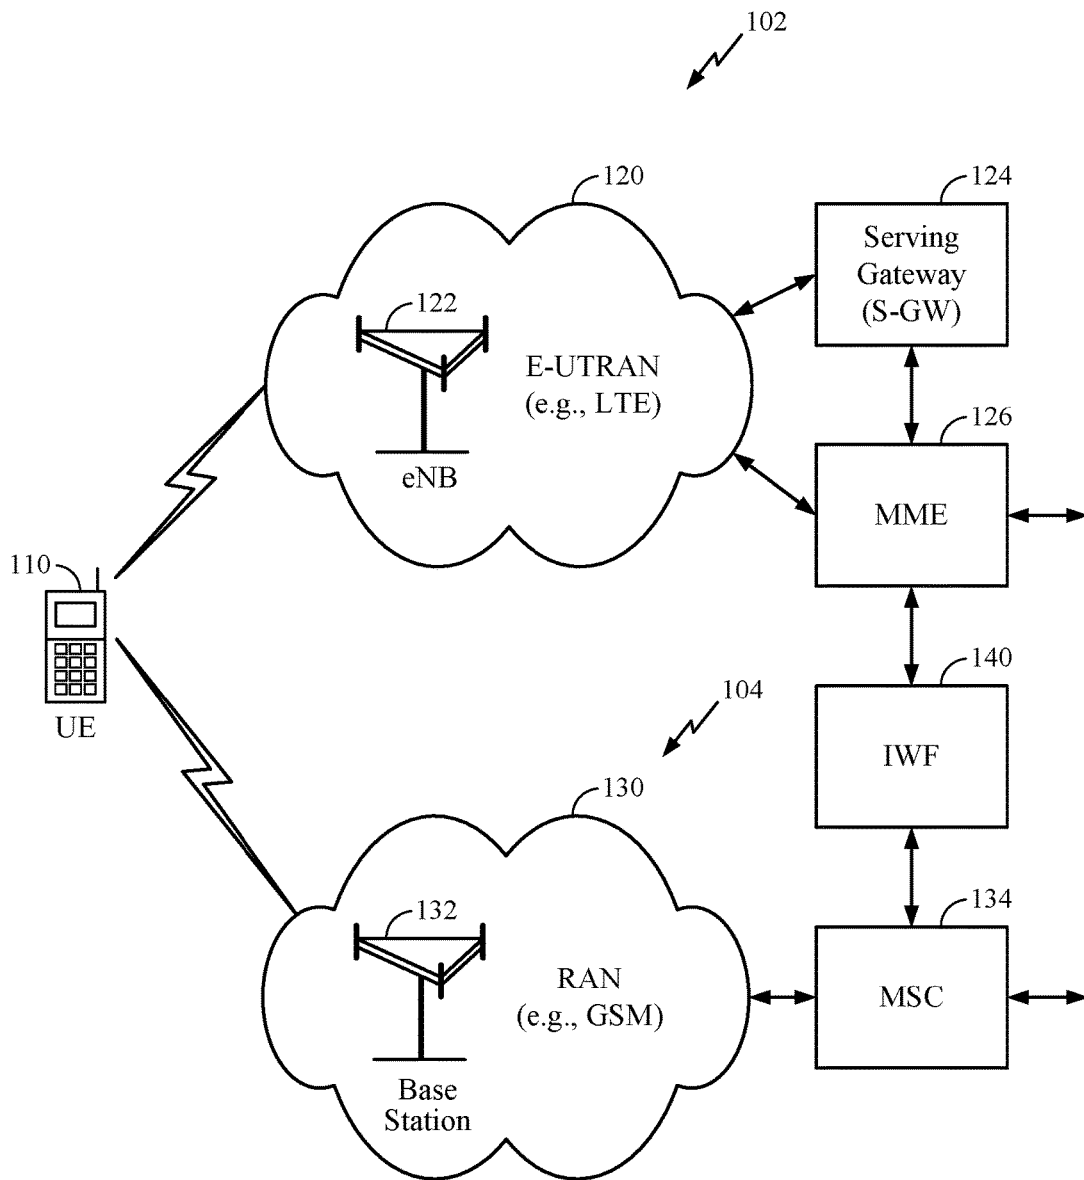 102
120
124
Serving
Gateway
(S-GW)
122
E-UTRAN
(e.g., LTE)
eNB
126
MME
110
UE
140
IWF
104
130
134
MSC
132
RAN
(e.g., GSM)
Base
Station